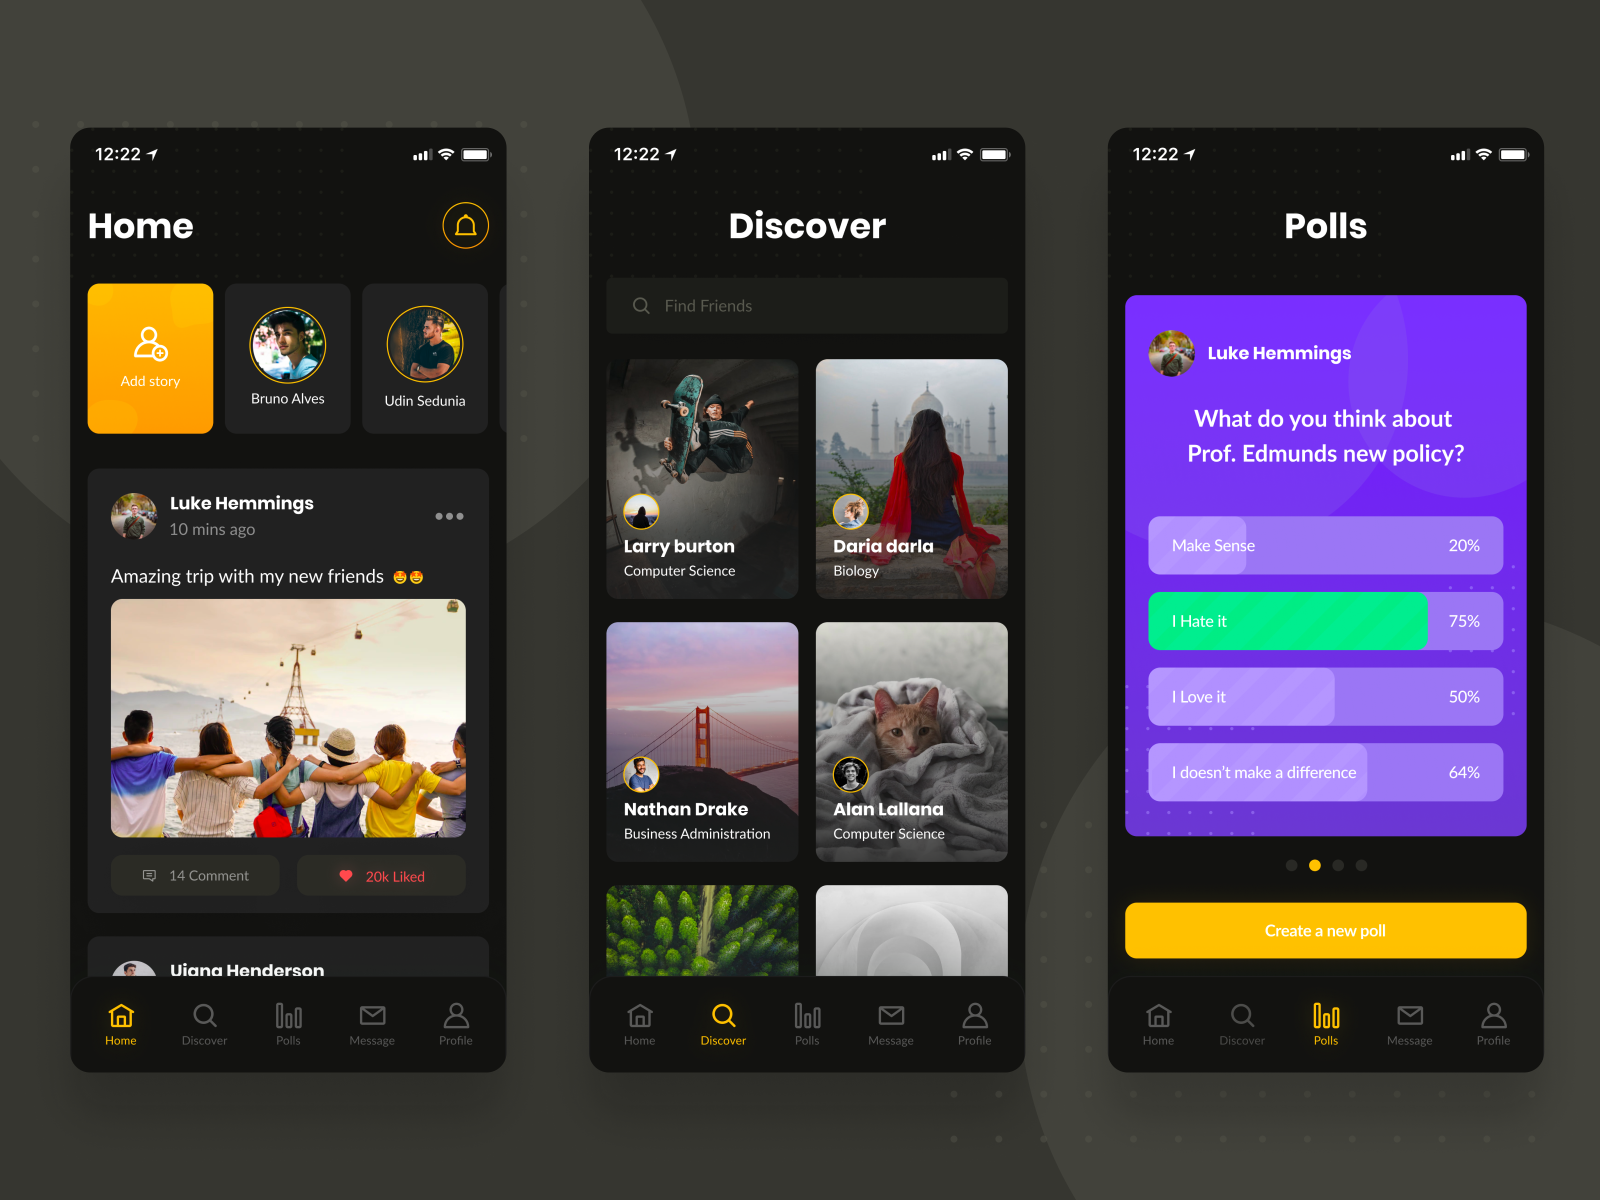 12:22
Home
Add story
Bruno Alves
Udin Sedunia
Luke Hemmings
10 mins ago
Amazing trip with my new friends 🤩🤩
14 Comment
20k Liked
Uiang Henderson
Home
Discover
Polls
Message
Profile
12:22
Discover
Find Friends
Larry burton
Computer Science
Daria darla
Biology
Nathan Drake
Business Administration
Alan Lallana
Computer Science
Home
Discover
Polls
Message
Profile
12:22
Polls
Luke Hemmings
What do you think about
Prof. Edmunds new policy?
Make Sense 20%
I Hate it 75%
I Love it 50%
I doesn't make a difference 64%
Create a new poll
Home
Discover
Polls
Message
Profile